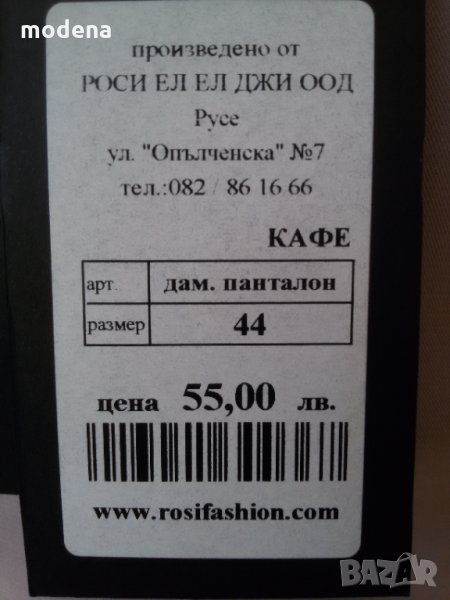 modena
произведено от
РОСИ ЕЛ ЕЛ ДЖИ ООД
Русе
ул. "Опълченска" №7
тел.:082 / 86 16 66
КАФЕ
арт. дам. панталон
размер 44
цена 55,00 лв.
www.rosifashion.com
BAZAR